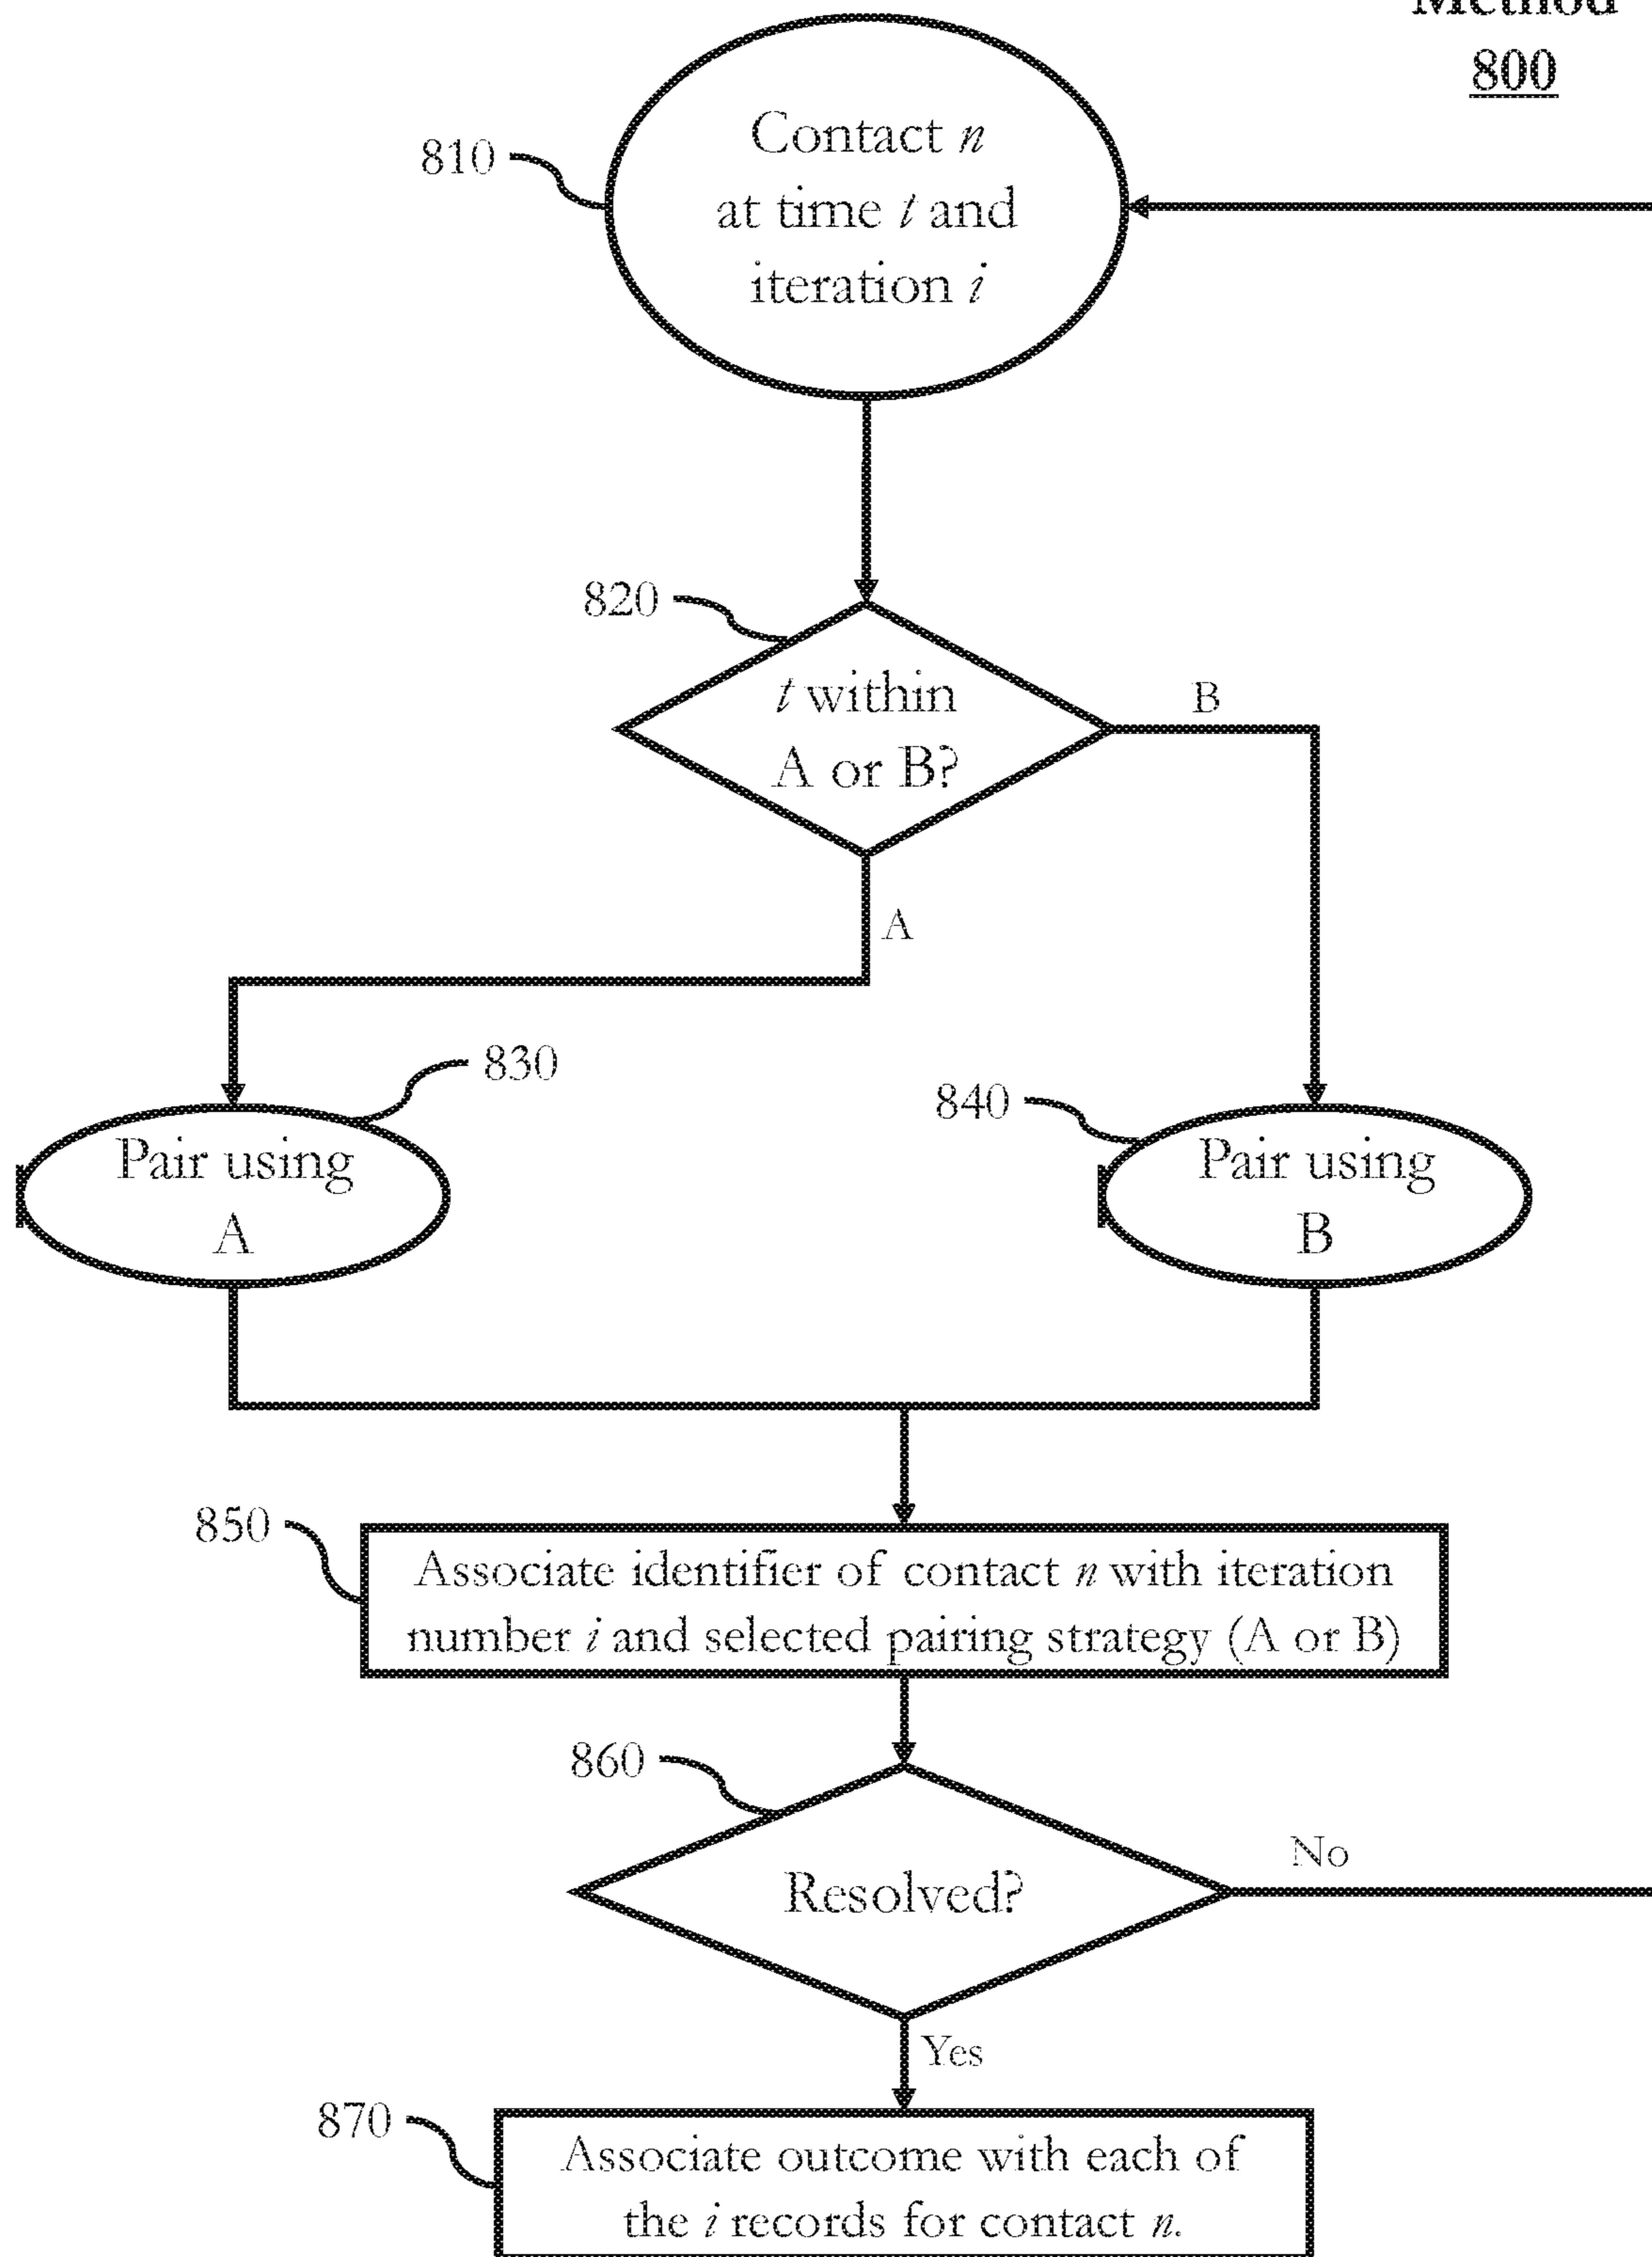 Method
800
810
Contact n
at time t and
iteration i
820
t within
A or B?
B
A
830
840
Pair using
A
Pair using
B
850
Associate identifier of contact n with iteration
number i and selected pairing strategy (A or B)
860
Resolved?
No
Yes
870
Associate outcome with each of
the i records for contact n.